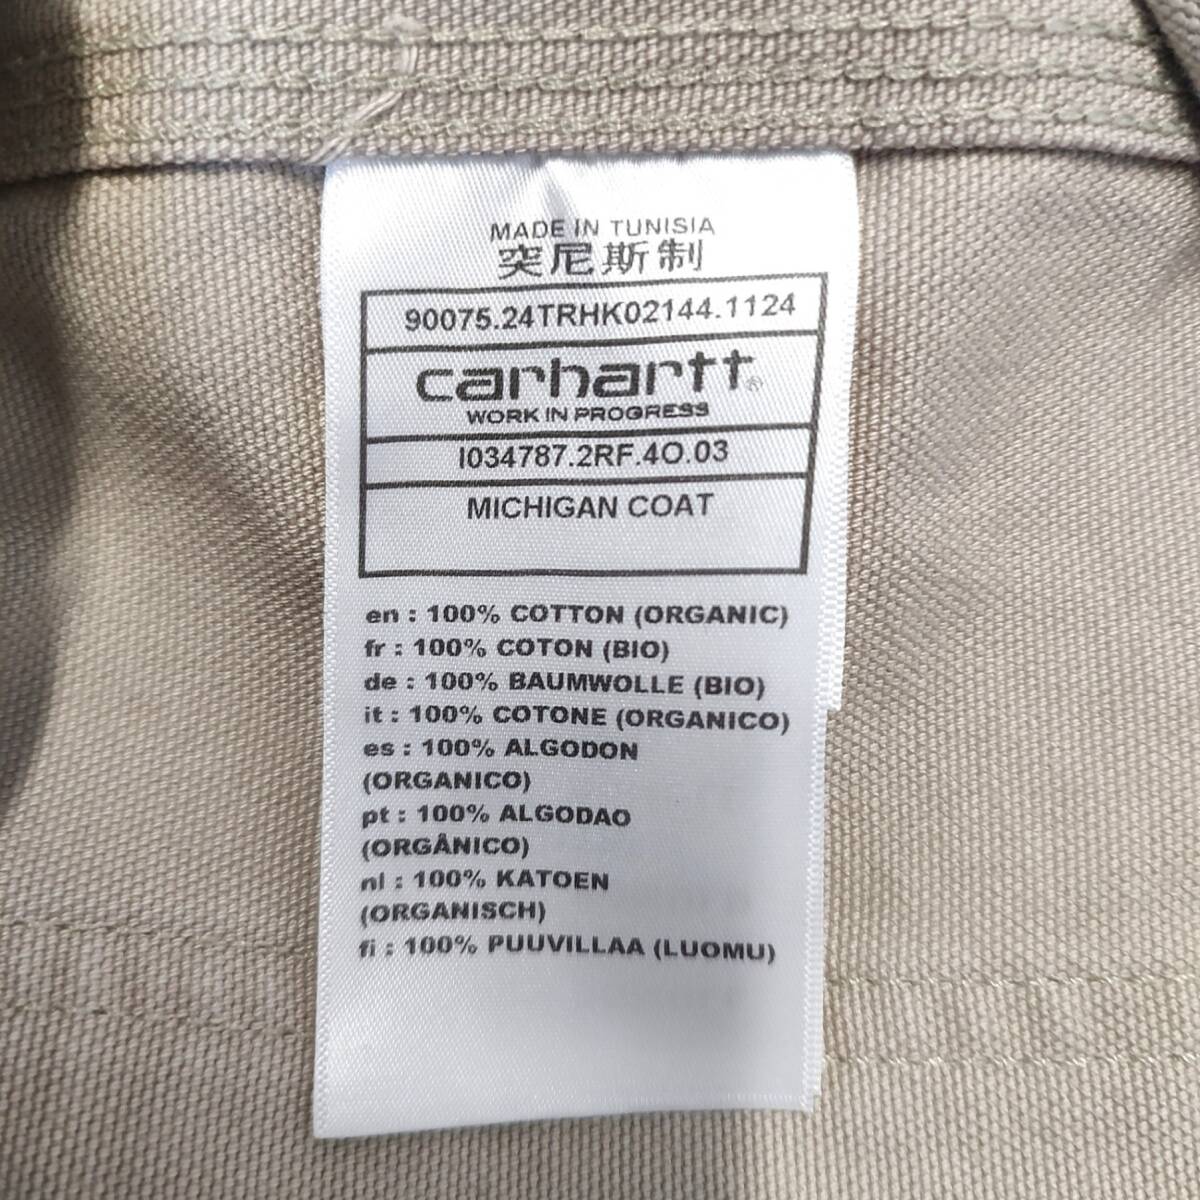 MADE IN TUNISIA
突尼斯制
90075.24TRHK02144.1124
carhartt®
WORK IN PROGRESS
I034787.2RF.4O.03
MICHIGAN COAT
en : 100% COTTON (ORGANIC)
fr : 100% COTON (BIO)
de : 100% BAUMWOLLE (BIO)
it : 100% COTONE (ORGANICO)
es : 100% ALGODON
(ORGANICO)
pt : 100% ALGODAO
(ORGÂNICO)
nl : 100% KATOEN
(ORGANISCH)
fi : 100% PUUVILLAA (LUOMU)